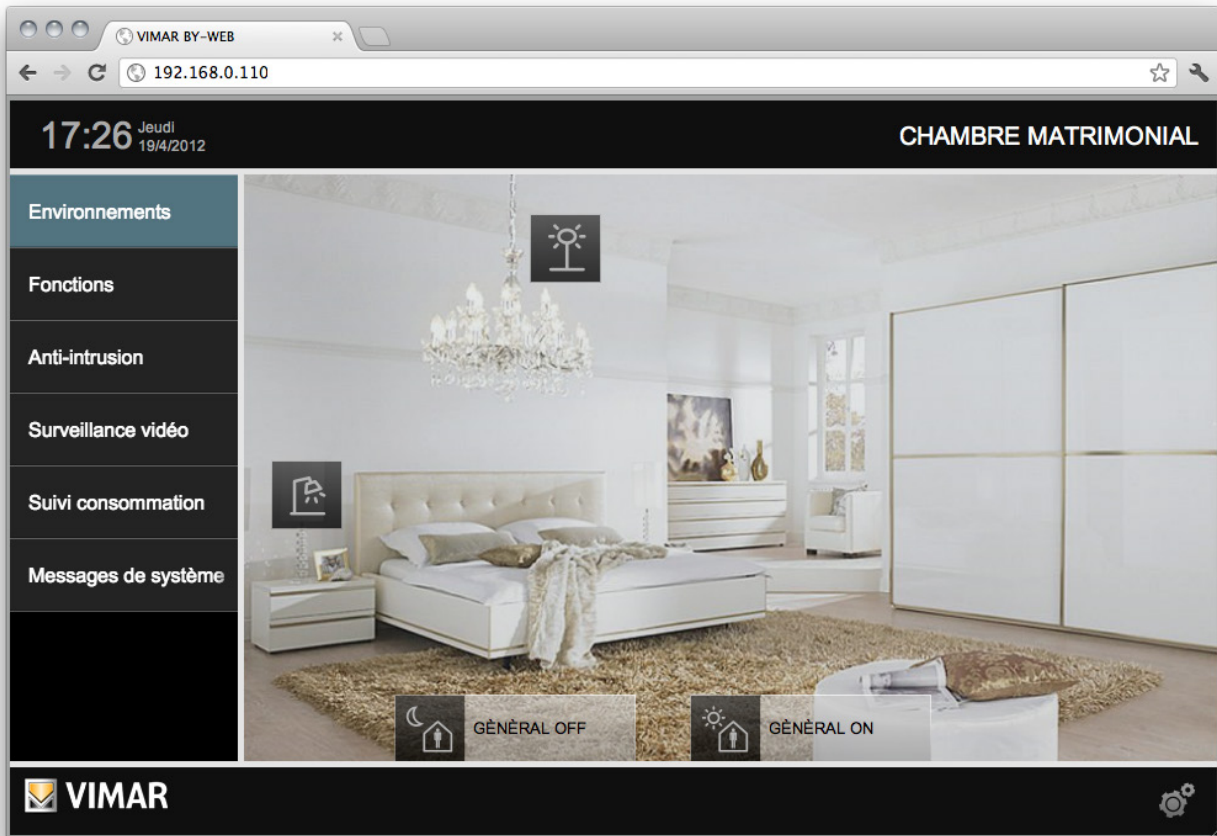 VIMAR BY-WEB
192.168.0.110
17:26 Jeudi
19/4/2012
CHAMBRE MATRIMONIAL
Environnements
Fonctions
Anti-intrusion
Surveillance vidéo
Suivi consommation
Messages de système
GÈNÈRAL OFF
GÈNÈRAL ON
VIMAR